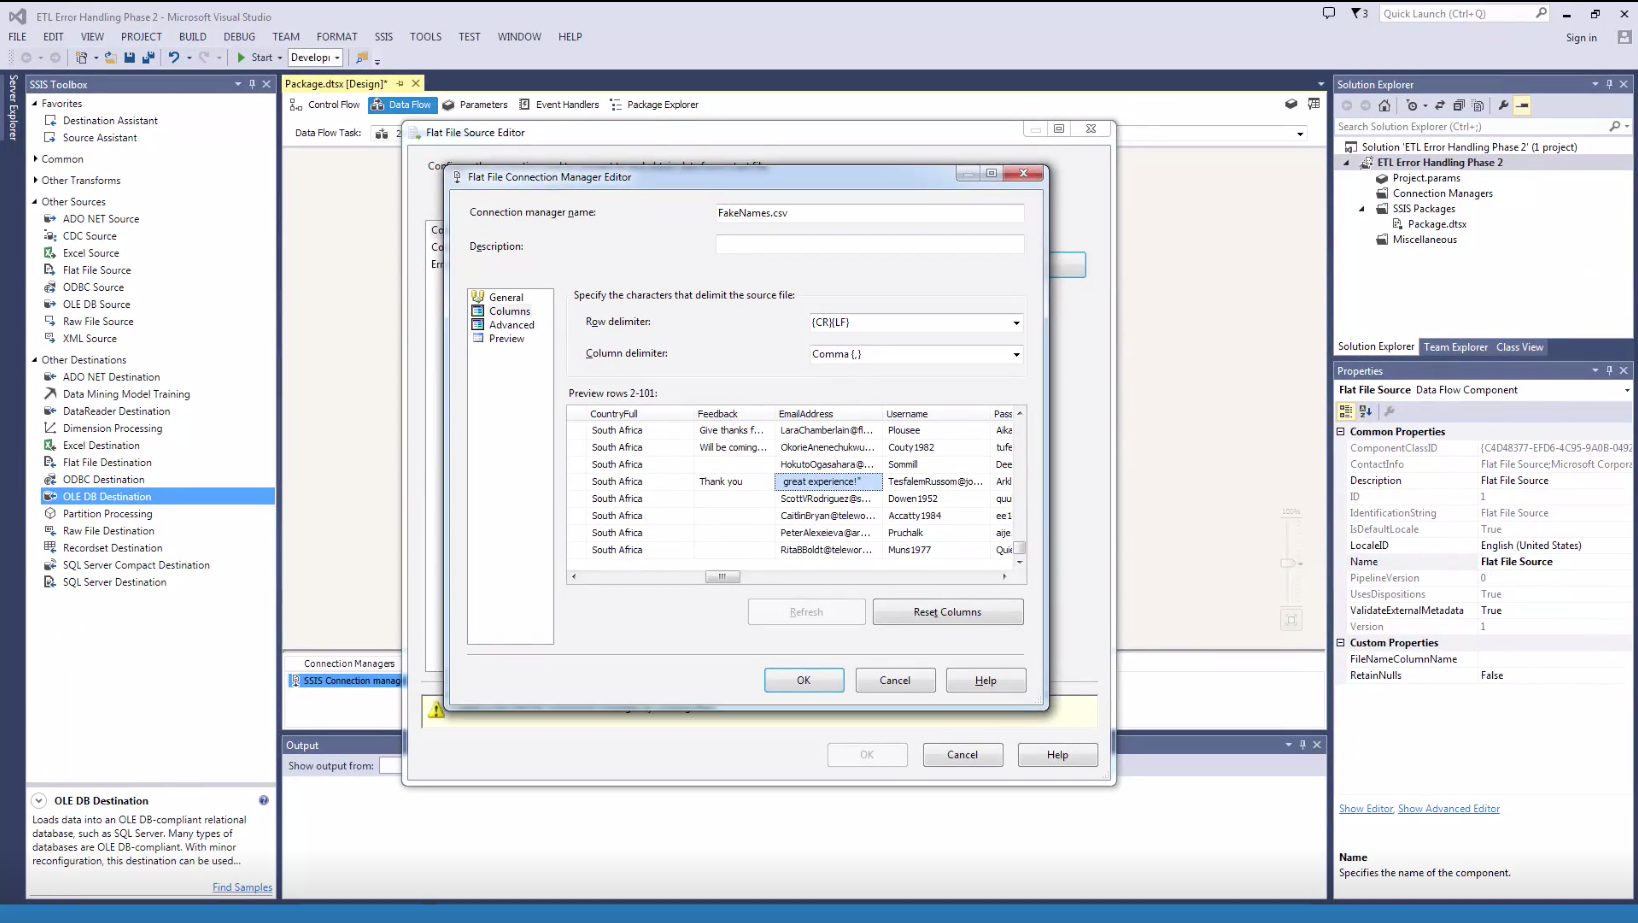 ETL Error Handling Phase 2 - Microsoft Visual Studio
3
Quick Launch (Ctrl+Q)
FILE EDIT VIEW PROJECT BUILD DEBUG TEAM FORMAT SSIS TOOLS TEST WINDOW HELP
Sign in
Start
Developi
Server Explorer
SSIS Toolbox
Favorites
Destination Assistant
Source Assistant
Common
Other Transforms
Other Sources
ADO NET Source
CDC Source
Excel Source
Flat File Source
ODBC Source
OLE DB Source
Raw File Source
XML Source
Other Destinations
ADO NET Destination
Data Mining Model Training
DataReader Destination
Dimension Processing
Excel Destination
Flat File Destination
ODBC Destination
OLE DB Destination
Partition Processing
Raw File Destination
Recordset Destination
SQL Server Compact Destination
SQL Server Destination
OLE DB Destination
Loads data into an OLE DB-compliant relational
database, such as SQL Server. Many types of
databases are OLE DB-compliant. With minor
reconfiguration, this destination can be used...
Find Samples
Package.dtsx [Design]*
Control Flow Data Flow Parameters Event Handlers Package Explorer
Data Flow Task:
Flat File Source Editor
Flat File Connection Manager Editor
Connection manager name: FakeNames.csv
Description:
General
Columns
Advanced
Preview
Specify the characters that delimit the source file:
Row delimiter: {CR}{LF}
Column delimiter: Comma {,}
Preview rows 2-101:
CountryFull Feedback EmailAddress Username Pass
South Africa Give thanks f... LaraChamberlain@fl... Plousee Aika
South Africa Will be coming... OkorieAnenechukwu... Couty1982 tufe
South Africa HokutoOgasahara@... Sommill Dee
South Africa Thank you great experience!" TesfalemRussom@jo... Arkl
South Africa ScottVRodriguez@s... Dowen1952 quu
South Africa CaitlinBryan@telewo... Accatty1984 ee1
South Africa PeterAlexeieva@ar... Pruchalk aije
South Africa RitaBBoldt@telewor... Muns1977 Quie
Refresh Reset Columns
OK Cancel Help
OK Cancel Help
100%
Connection Managers
SSIS Connection manag
Output
Show output from:
Solution Explorer
Search Solution Explorer (Ctrl+;)
Solution 'ETL Error Handling Phase 2' (1 project)
ETL Error Handling Phase 2
Project.params
Connection Managers
SSIS Packages
Package.dtsx
Miscellaneous
Solution Explorer Team Explorer Class View
Properties
Flat File Source Data Flow Component
Common Properties
ComponentClassID {C4D48377-EFD6-4C95-9A0B-0492
ContactInfo Flat File Source;Microsoft Corpora
Description Flat File Source
ID 1
IdentificationString Flat File Source
IsDefaultLocale True
LocaleID English (United States)
Name Flat File Source
PipelineVersion 0
UsesDispositions True
ValidateExternalMetadata True
Version 1
Custom Properties
FileNameColumnName
RetainNulls False
Show Editor, Show Advanced Editor
Name
Specifies the name of the component.